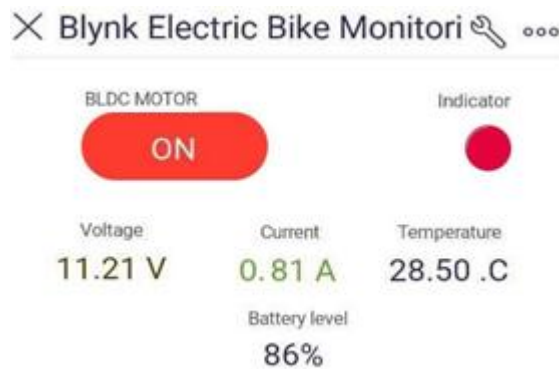 Blynk Electric Bike Monitori
BLDC MOTOR
Indicator
ON
Voltage
Current
Temperature
11.21 V
0.81 A
28.50 .C
Battery level
86%